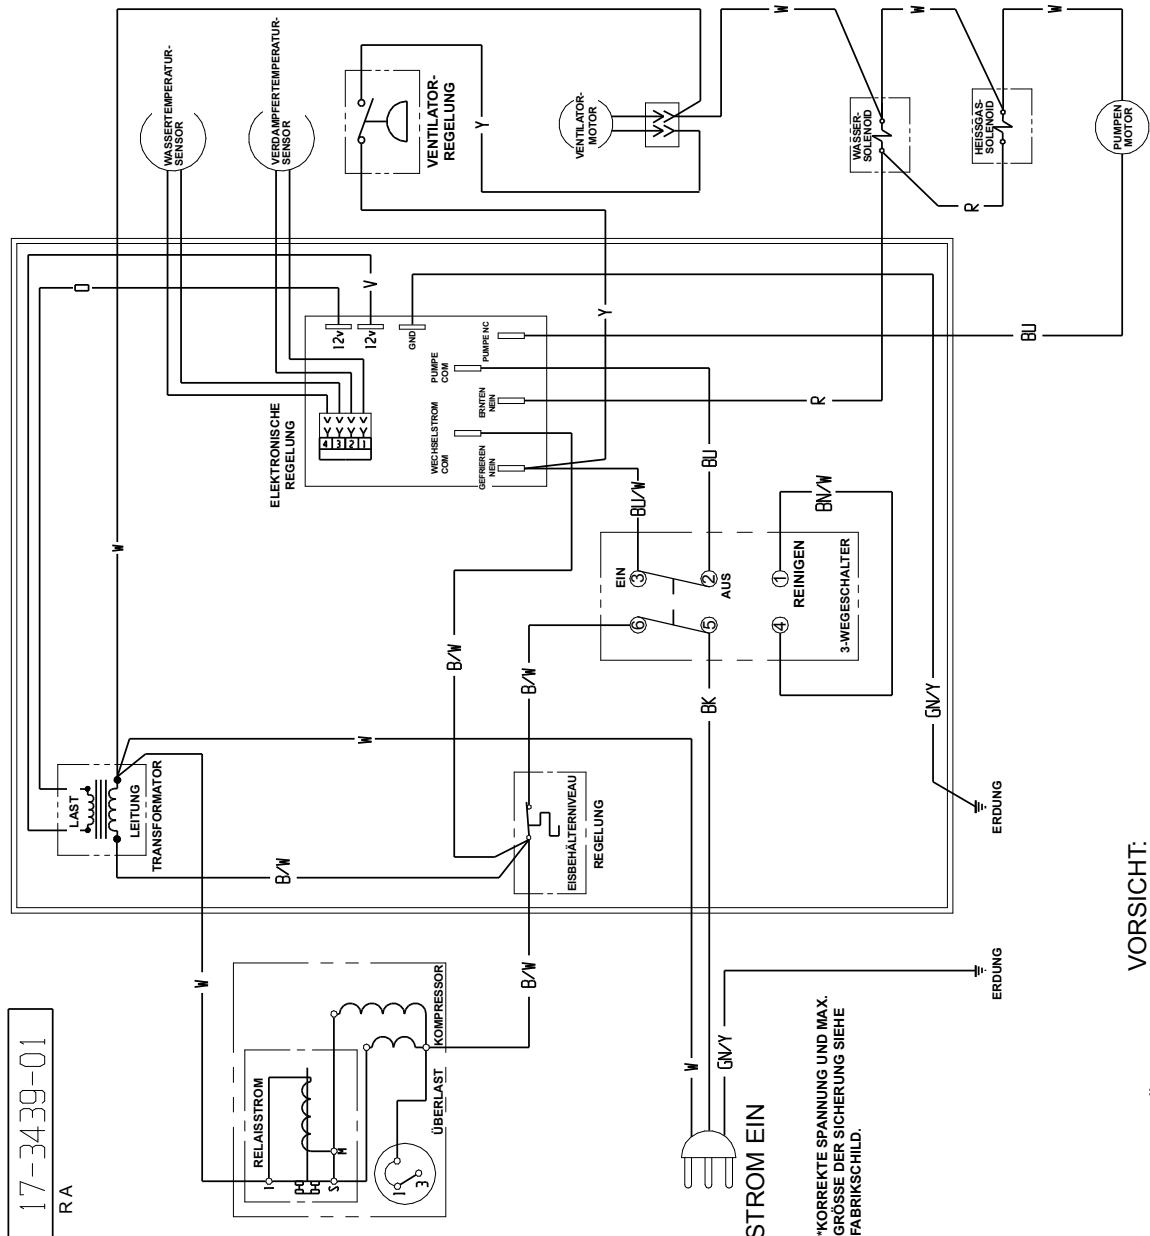 17-3439-01
R A
WASSERTEMPERATUR-
SENSOR
VERDAMPFERTEMPERATUR-
SENSOR
VENTILATOR-
REGELUNG
Y
VENTILATOR-
MOTOR
W
W
W
WASSER-
SOLENOID
HEISSGAS-
SOLENOID
PUMPEN
MOTOR
R
O
V
W
12v
12v
GND
PUMPE NC
PUMPE
COM
ERNTEN
NEIN
WECHSELSTROM
COM
GEFRIEREN
NEIN
4 3 2 1
ELEKTRONISCHE
REGELUNG
Y
BU
R
BU
BU/W
BN/W
EIN
3
2
1
AUS
REINIGEN
6
5
4
3-WEGESCHALTER
B/W
B/W
BK
GN/Y
W
LAST
LEITUNG
TRANSFORMATOR
B/W
EISBEHÄLTERNIVEAU
REGELUNG
ERDUNG
W
B/W
KOMPRESSOR
RELAISSTROM
ÜBERLAST
I
M
S
1
3
W
GN/Y
ERDUNG
STROM EIN
*KORREKTE SPANNUNG UND MAX.
GRÖSSE DER SICHERUNG SIEHE
FABRIKSCHILD.
VORSICHT: